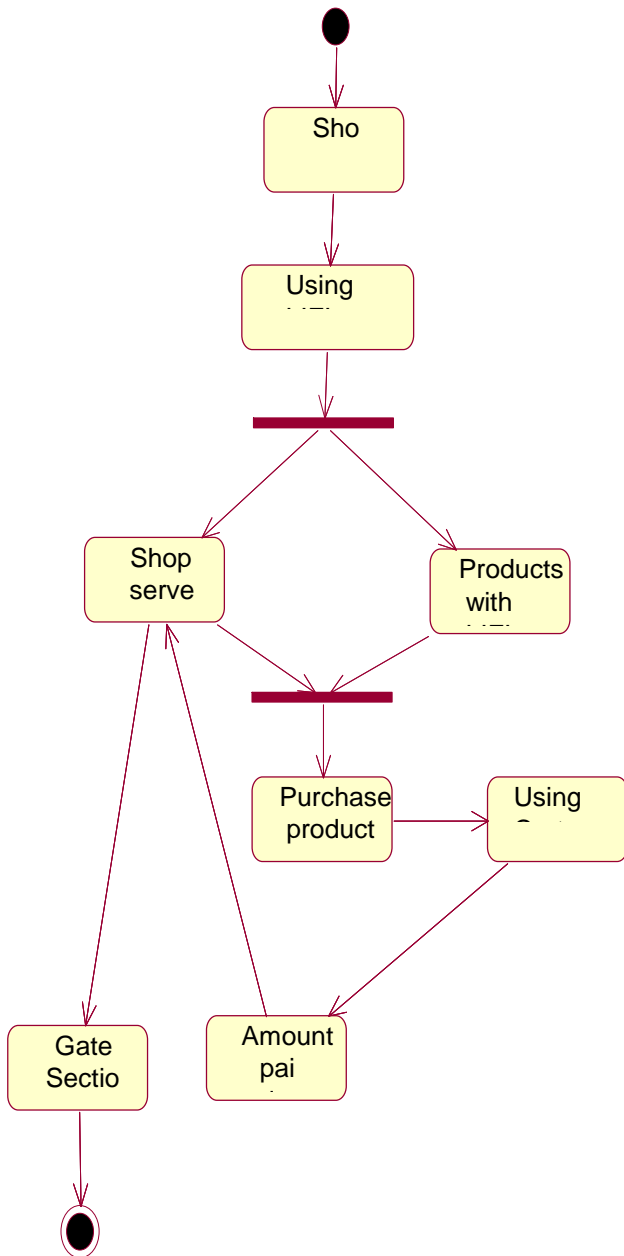 Sho
Using
Shop
serve
Products
with
Purchase
product
Using
Gate
Sectio
Amount
pai